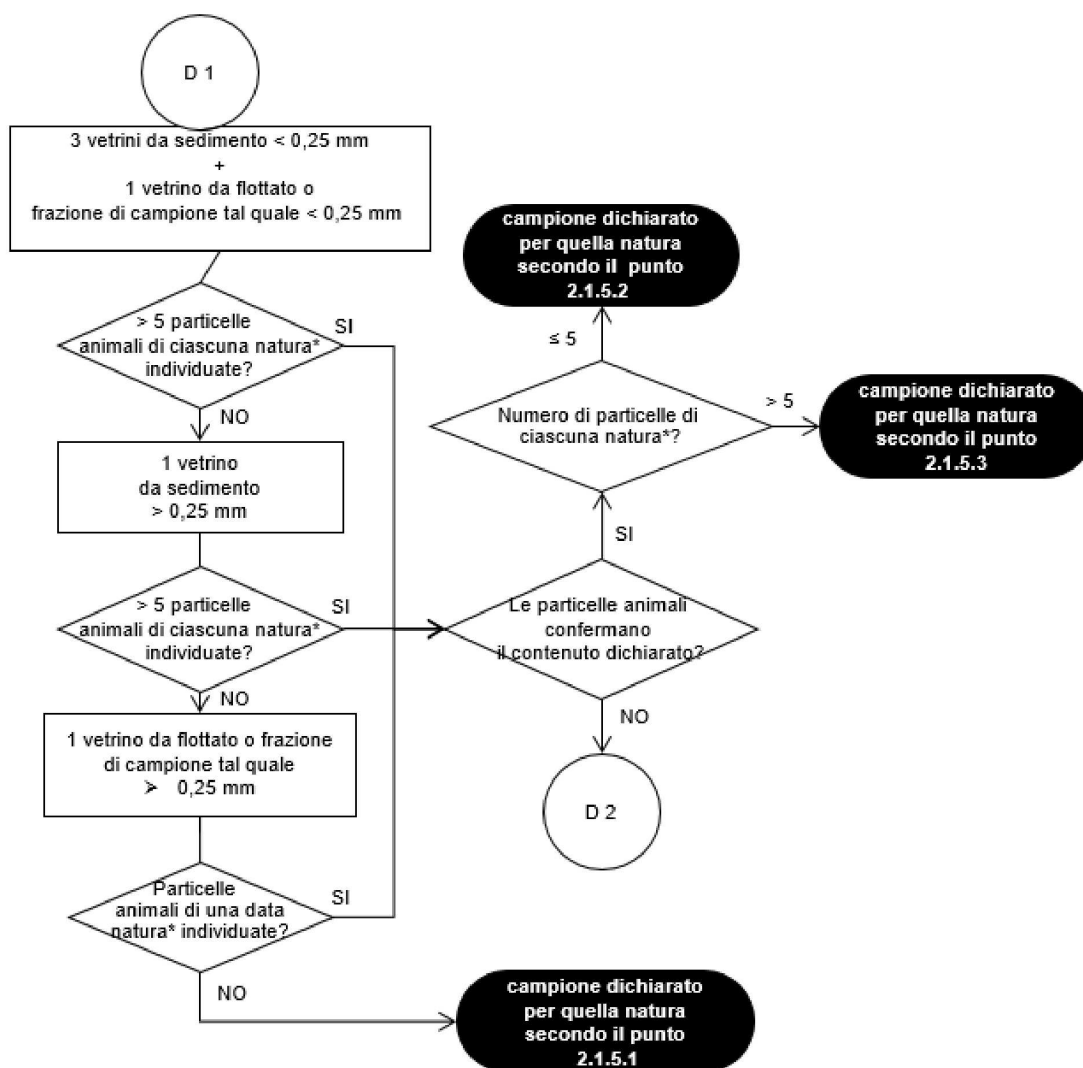 D 1
3 vetrini da sedimento < 0,25 mm
+
1 vetrino da flottato o
frazione di campione tal quale < 0,25 mm
> 5 particelle
animali di ciascuna natura*
individuate?
SI
NO
1 vetrino
da sedimento
> 0,25 mm
> 5 particelle
animali di ciascuna natura*
individuate?
SI
NO
1 vetrino da flottato o frazione
di campione tal quale
➢ 0,25 mm
Particelle
animali di una data
natura* individuate?
SI
NO
campione dichiarato
per quella natura
secondo il punto
2.1.5.1
campione dichiarato
per quella natura
secondo il punto
2.1.5.2
≤ 5
Numero di particelle di
ciascuna natura*?
> 5
campione dichiarato
per quella natura
secondo il punto
2.1.5.3
SI
Le particelle animali
confermano
il contenuto dichiarato?
NO
D 2